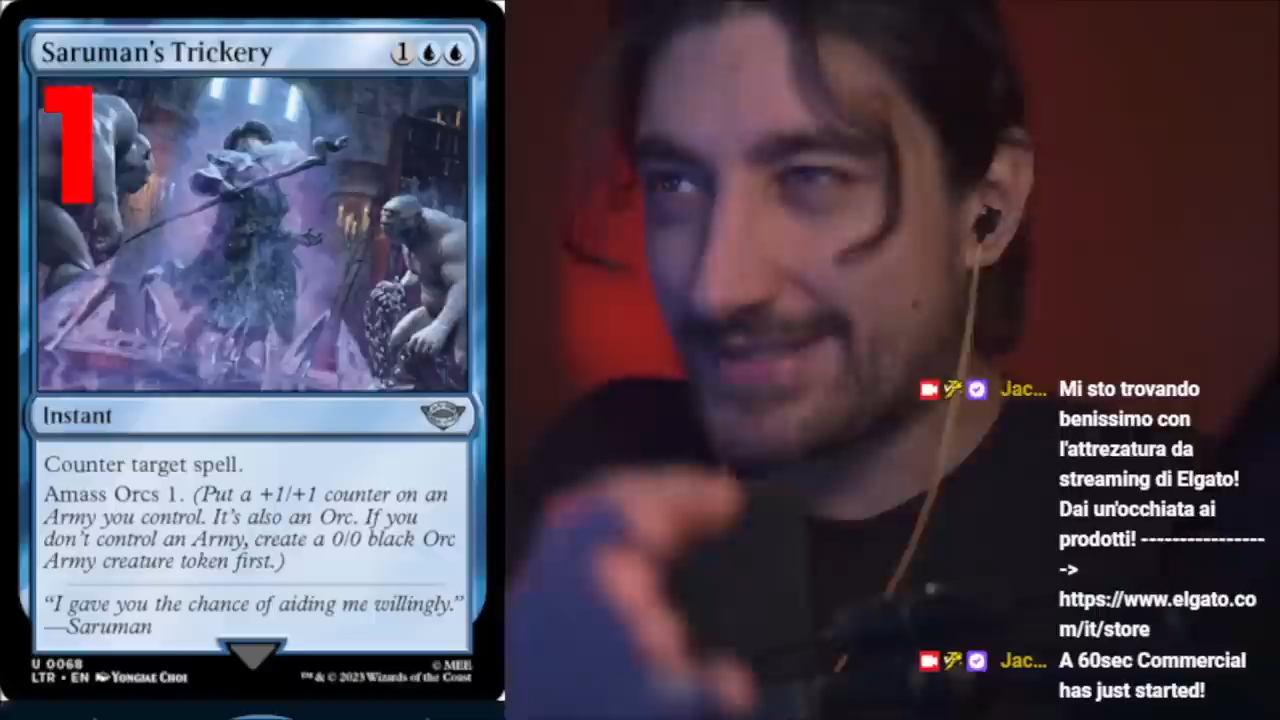 Saruman's Trickery 1
1
Instant
Counter target spell.
Amass Orcs 1. (Put a +1/+1 counter on an
Army you control. It's also an Orc. If you
don't control an Army, create a 0/0 black Orc
Army creature token first.)
"I gave you the chance of aiding me willingly."
—Saruman
U 0068
LTR • EN Yongjae Choi
© MEE
™ & © 2023 Wizards of the Coast
Jac... Mi sto trovando
benissimo con
l'attrezatura da
streaming di Elgato!
Dai un'occhiata ai
prodotti! ----------------
->
https://www.elgato.co
m/it/store
Jac... A 60sec Commercial
has just started!